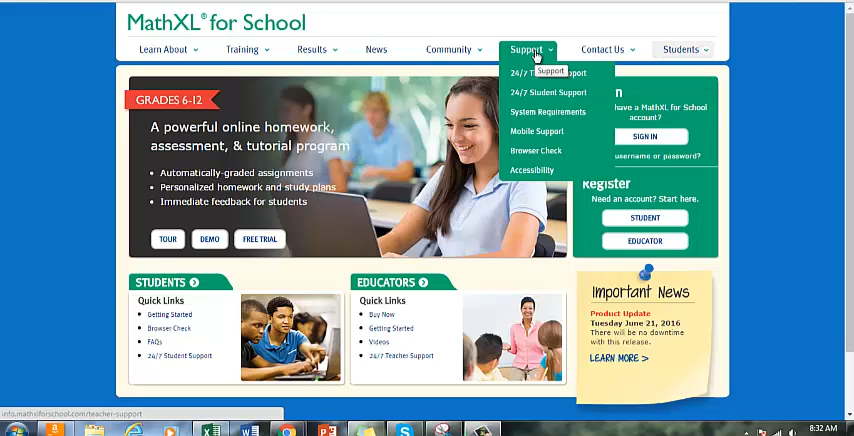 MathXL® for School
Learn About
Training
Results
News
Community
Support
Contact Us
Students
Support
24/7 Student Support
System Requirements
Mobile Support
Browser Check
Accessibility
GRADES 6-12
A powerful online homework,
assessment, & tutorial program
• Automatically-graded assignments
• Personalized homework and study plans
• Immediate feedback for students
TOUR
DEMO
FREE TRIAL
have a MathXL for School
account?
SIGN IN
username or password?
Register
Need an account? Start here.
STUDENT
EDUCATOR
STUDENTS
Quick Links
• Getting Started
• Browser Check
• FAQs
• 24/7 Student Support
EDUCATORS
Quick Links
• Buy Now
• Getting Started
• Videos
• 24/7 Teacher Support
Important News
Product Update
Tuesday June 21, 2016
There will be no downtime
with this release.
LEARN MORE >
info.mathxlforschool.com/teacher-support
8:32 AM